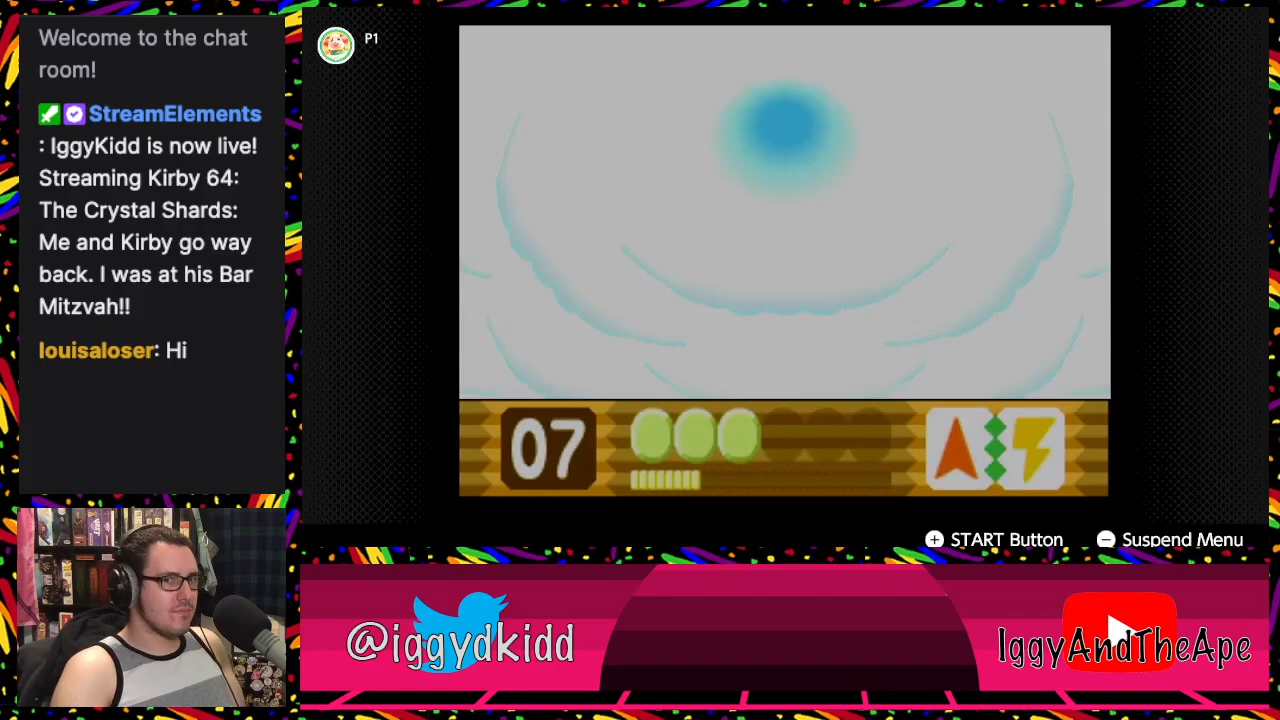 Welcome to the chat
room!
StreamElements
: IggyKidd is now live!
Streaming Kirby 64:
The Crystal Shards:
Me and Kirby go way
back. I was at his Bar
Mitzvah!!
louisaloser: Hi
P1
07
START Button
Suspend Menu
@iggydkidd
IggyAndTheApe